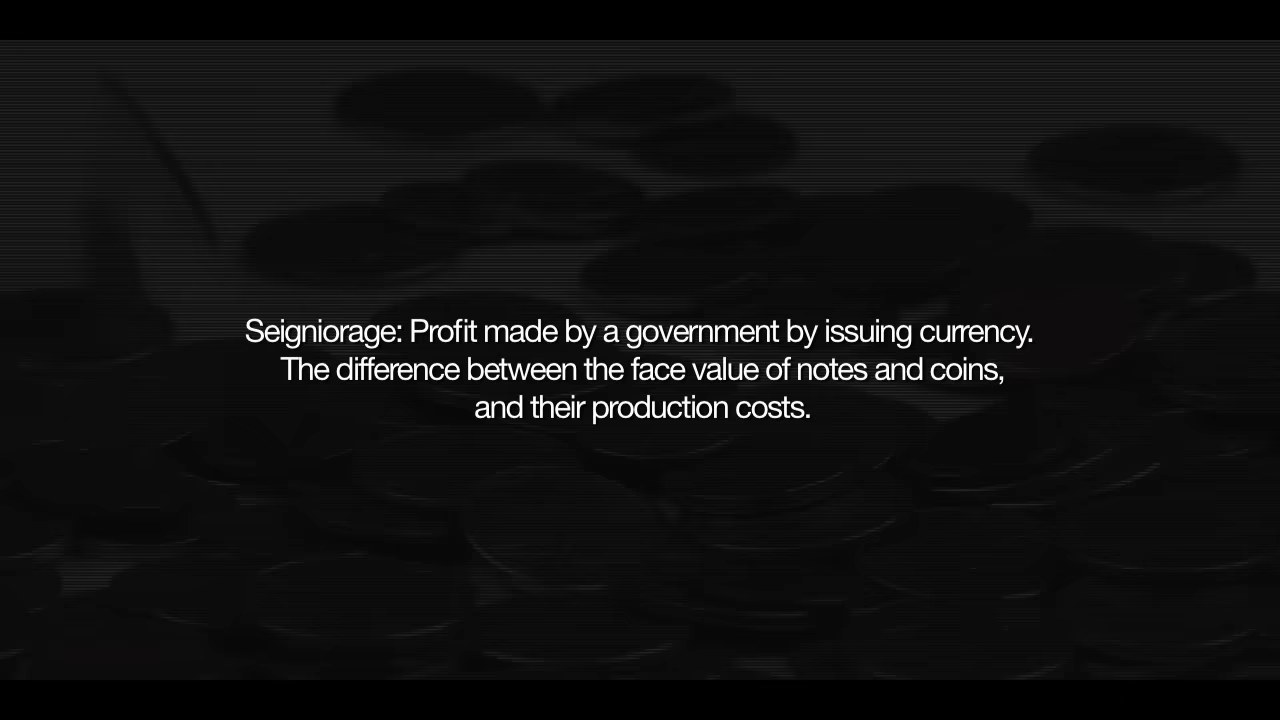 Seigniorage: Profit made by a government by issuing currency.
The difference between the face value of notes and coins,
and their production costs.